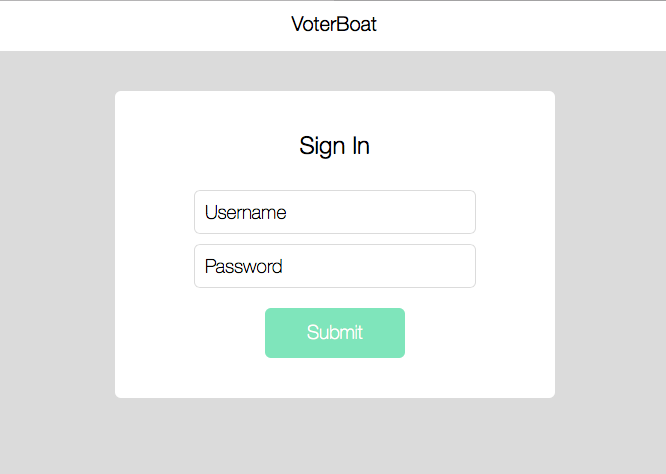 VoterBoat
Sign In
Username
Password
Submit